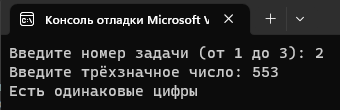 Консоль отладки Microsoft V
Введите номер задачи (от 1 до 3): 2
Введите трёхзначное число: 553
Есть одинаковые цифры